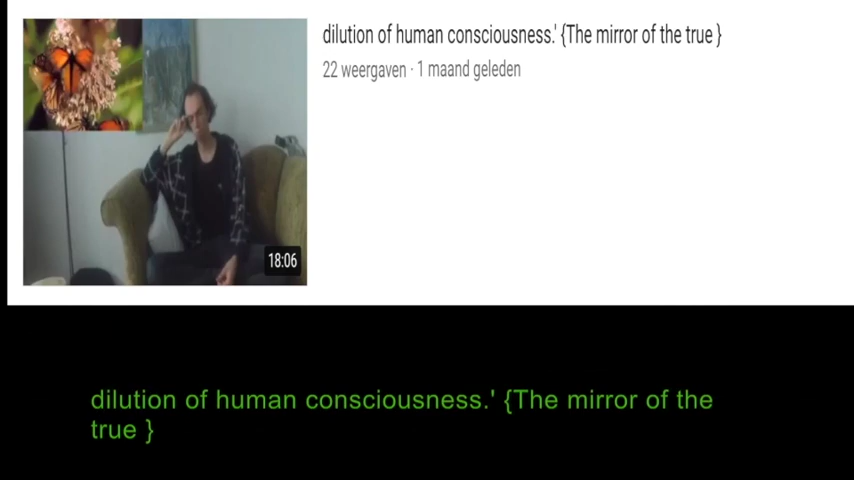 dilution of human consciousness.' {The mirror of the true }
22 weergaven · 1 maand geleden
18:06
dilution of human consciousness.' {The mirror of the
true }